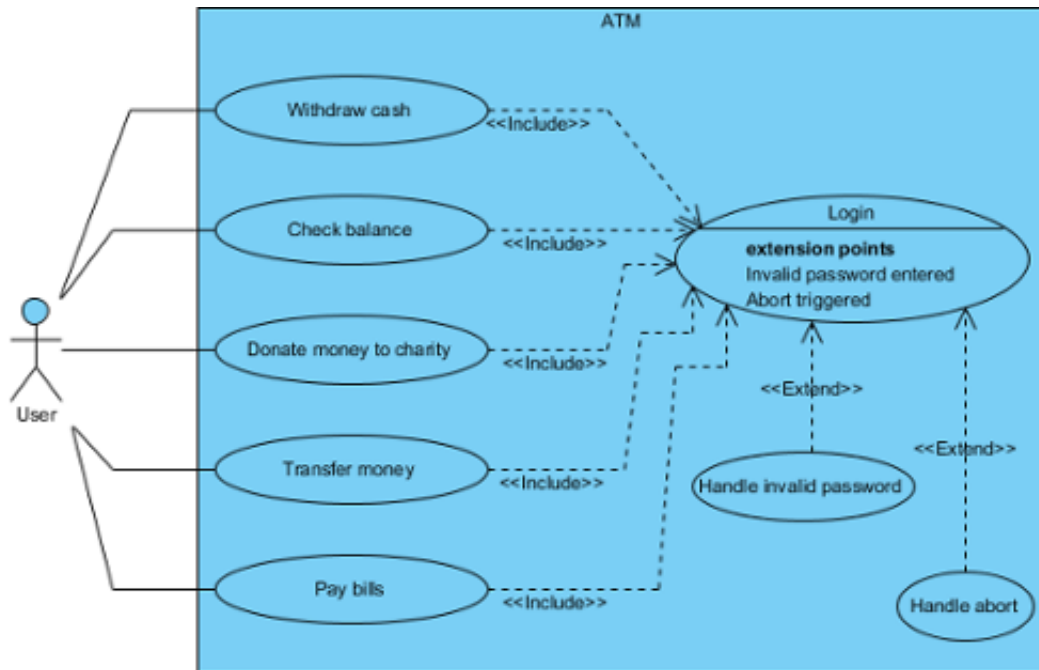 ATM
Withdraw cash
<<Include>>
Login
Check balance
<<Include>>
extension points
Invalid password entered
Abort triggered
Donate money to charity
<<Include>>
<<Extend>>
User
<<Extend>>
Transfer money
<<Include>>
Handle invalid password
Pay bills
<<Include>>
Handle abort